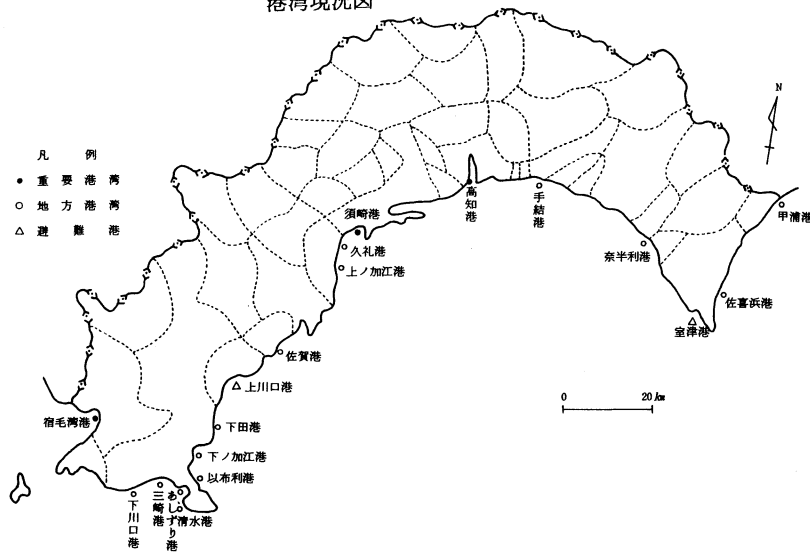 港湾現況図
N
凡例
● 重要港湾
○ 地方港湾
△ 避難港
高知港
手結港
甲浦港
須崎港
久礼港
上ノ加江港
奈半利港
佐喜浜港
室津港
佐賀港
上川口港
0 20km
宿毛湾港
下田港
下ノ加江港
以布利港
下川口港
三崎港
あしずり港
清水港